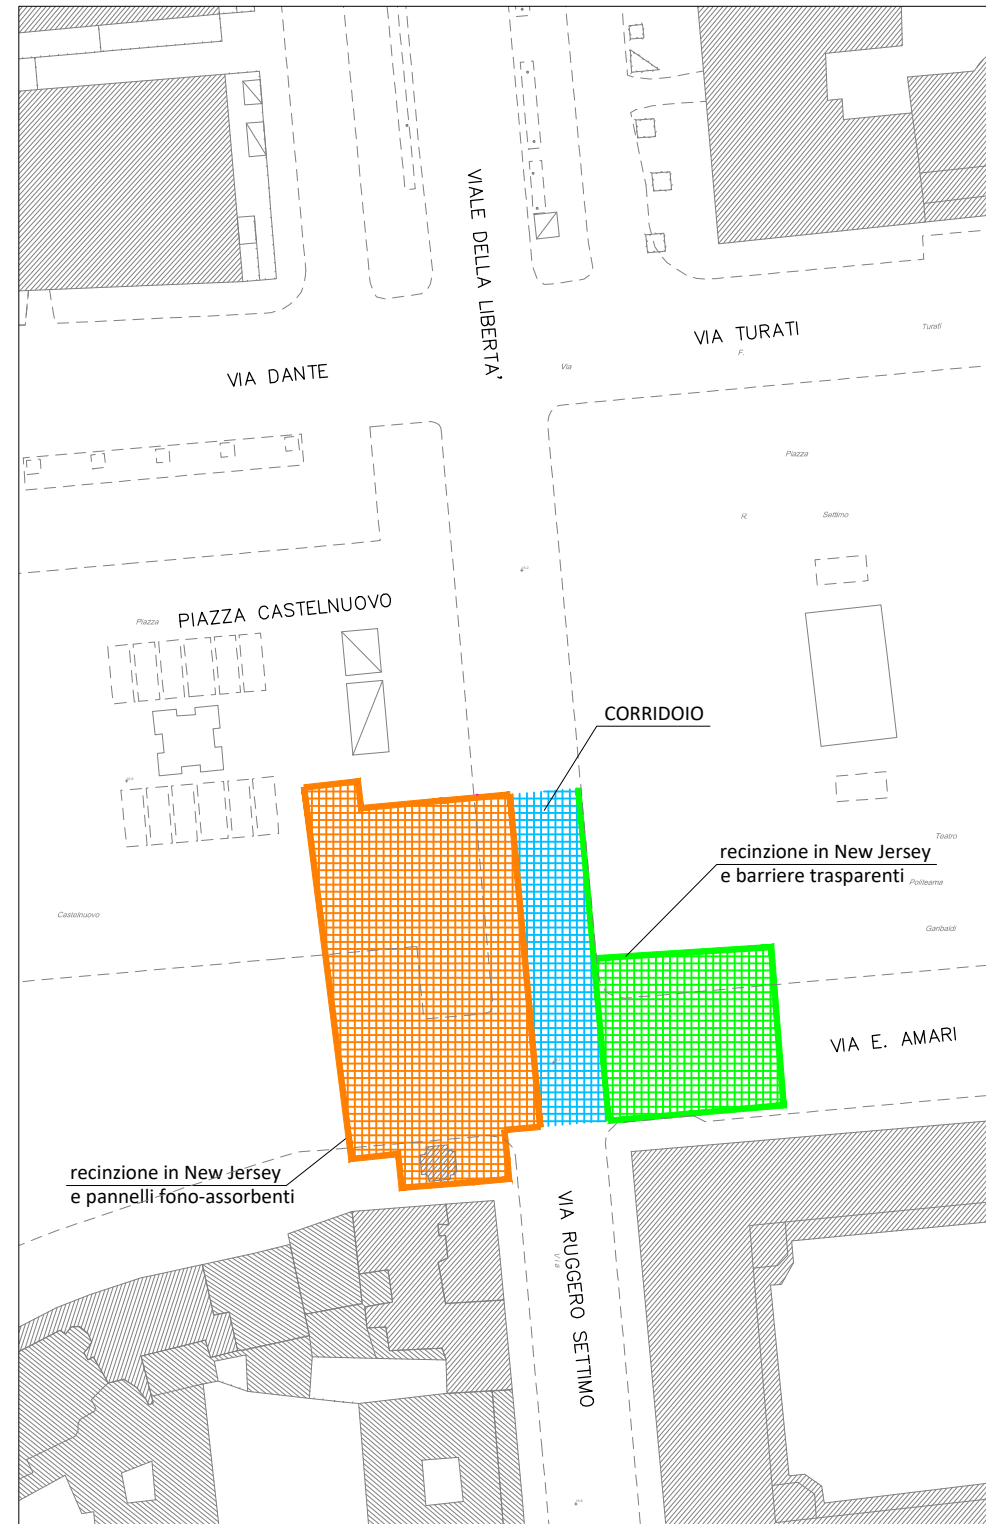 VIALE DELLA LIBERTA'
VIA TURATI
Turati
F.
Via
VIA DANTE
Piazza
R.
Settimo
Piazza
PIAZZA CASTELNUOVO
CORRIDOIO
Teatro
recinzione in New Jersey
e barriere trasparenti
Politeama
Castelnuovo
Garibaldi
VIA E. AMARI
recinzione in New Jersey
e pannelli fono-assorbenti
VIA RUGGERO SETTIMO
Via